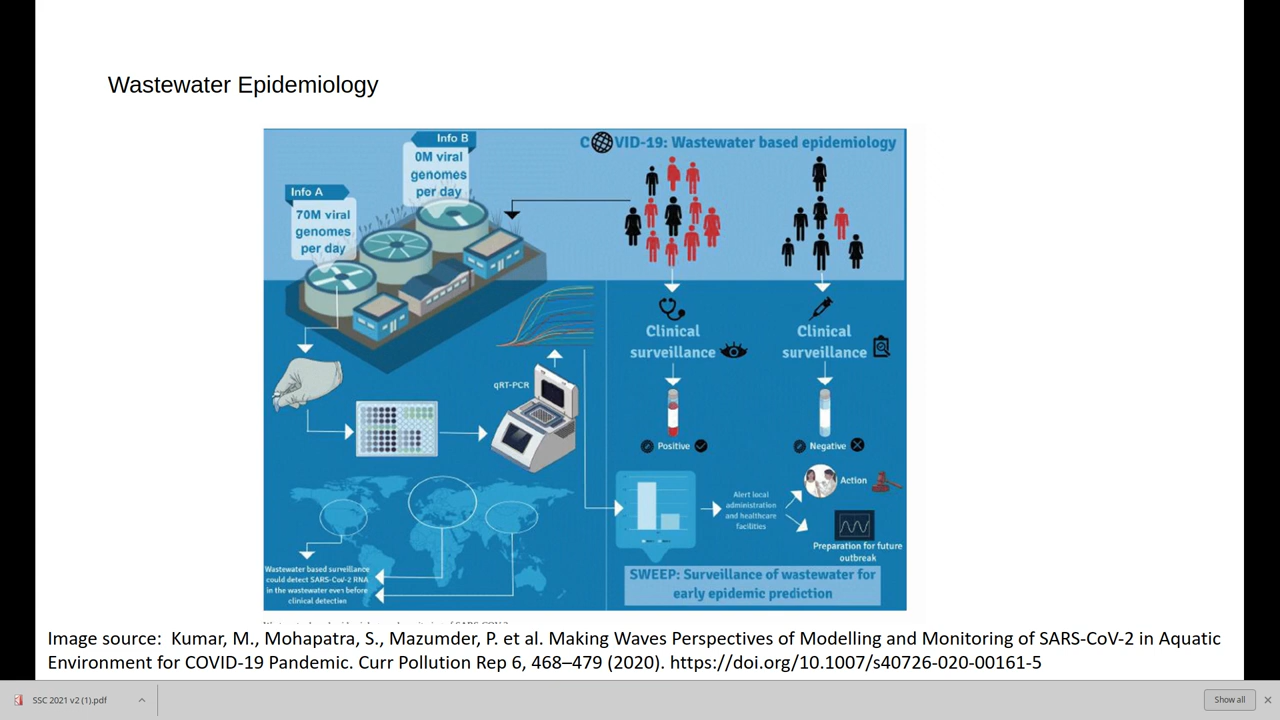 Wastewater Epidemiology
Info B
0M viral
genomes
per day
Info A
70M viral
genomes
per day
C VID-19: Wastewater based epidemiology
Clinical
surveillance
Clinical
surveillance
qRT-PCR
Positive
Negative
Alert local
administration
and healthcare
facilities
Action
Preparation for future
outbreak
Wastewater based surveillance
could detect SARS-CoV-2 RNA
in the wastewater even before
clinical detection
SWEEP: Surveillance of wastewater for
early epidemic prediction
Image source: Kumar, M., Mohapatra, S., Mazumder, P. et al. Making Waves Perspectives of Modelling and Monitoring of SARS-CoV-2 in Aquatic
Environment for COVID-19 Pandemic. Curr Pollution Rep 6, 468–479 (2020). https://doi.org/10.1007/s40726-020-00161-5
SSC 2021 v2 (1).pdf
Show all